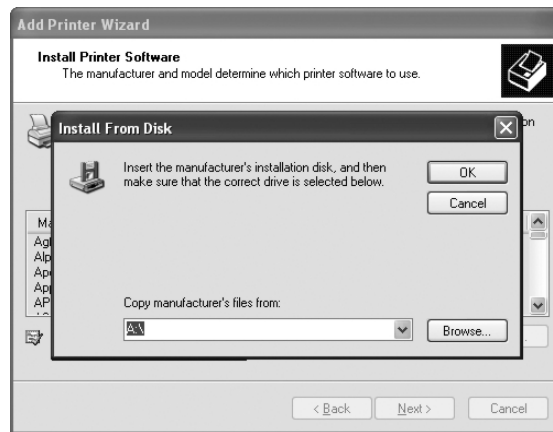 Add Printer Wizard
Install Printer Software
The manufacturer and model determine which printer software to use.
Install From Disk
Insert the manufacturer's installation disk, and then
make sure that the correct drive is selected below.
OK
Cancel
Copy manufacturer's files from:
A:\
Browse...
< Back
Next >
Cancel